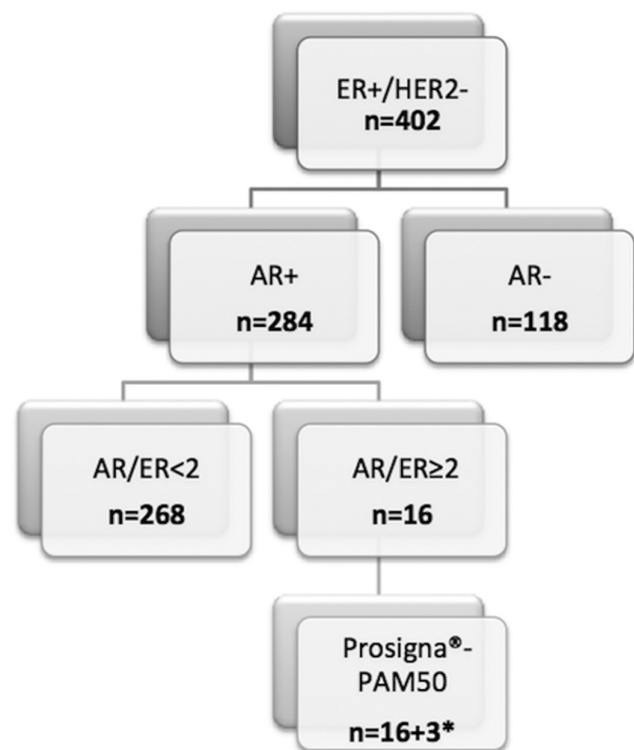 ER+/HER2-
n=402
AR+
n=284
AR-
n=118
AR/ER<2
n=268
AR/ER≥2
n=16
Prosigna®-
PAM50
n=16+3*